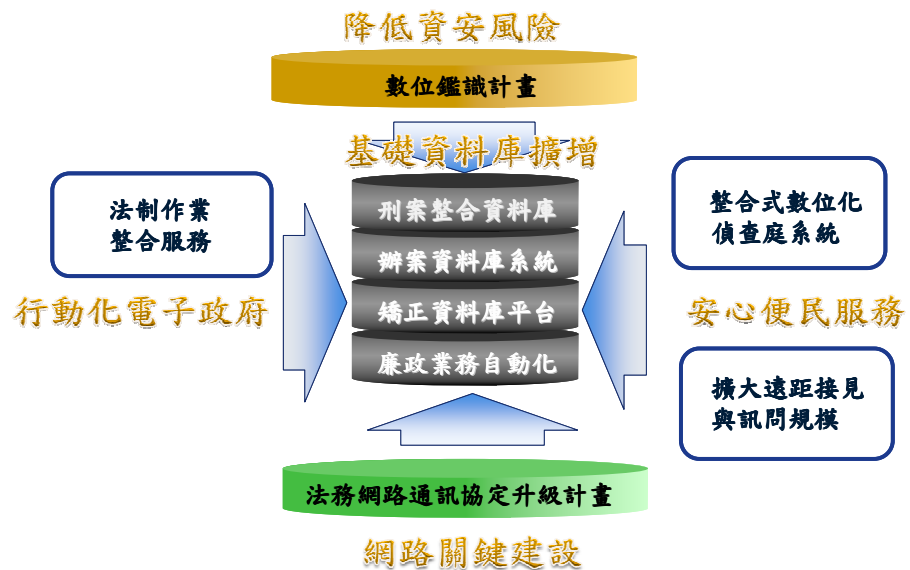 降低資安風險
數位鑑識計畫
基礎資料庫擴增
刑案整合資料庫
辦案資料庫系統
矯正資料庫平台
廉政業務自動化
法制作業
整合服務
行動化電子政府
整合式數位化
偵查庭系統
安心便民服務
擴大遠距接見
與訊問規模
法務網路通訊協定升級計畫
網路關鍵建設